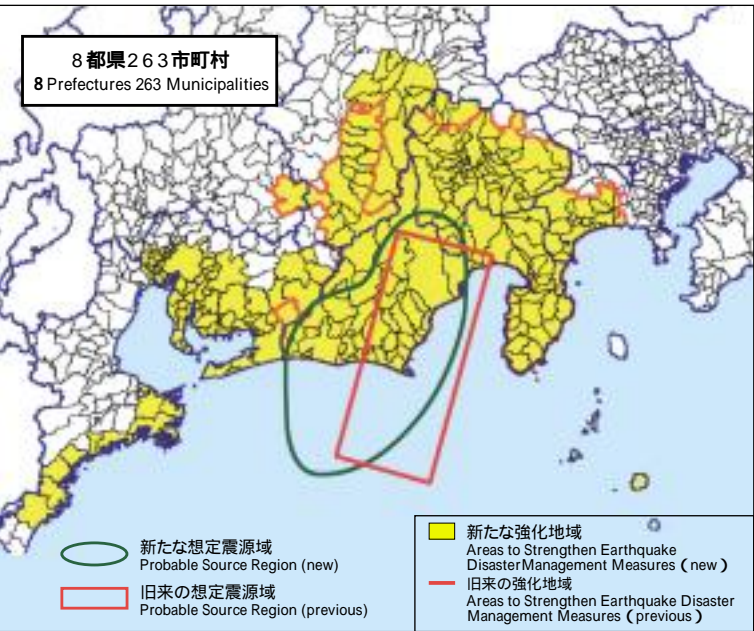 8都県263市町村
8 Prefectures 263 Municipalities
新たな想定震源域
Probable Source Region (new)
旧来の想定震源域
Probable Source Region (previous)
新たな強化地域
Areas to Strengthen Earthquake
DisasterManagement Measures (new)
旧来の強化地域
Areas to Strengthen Earthquake Disaster
Management Measures (previous)